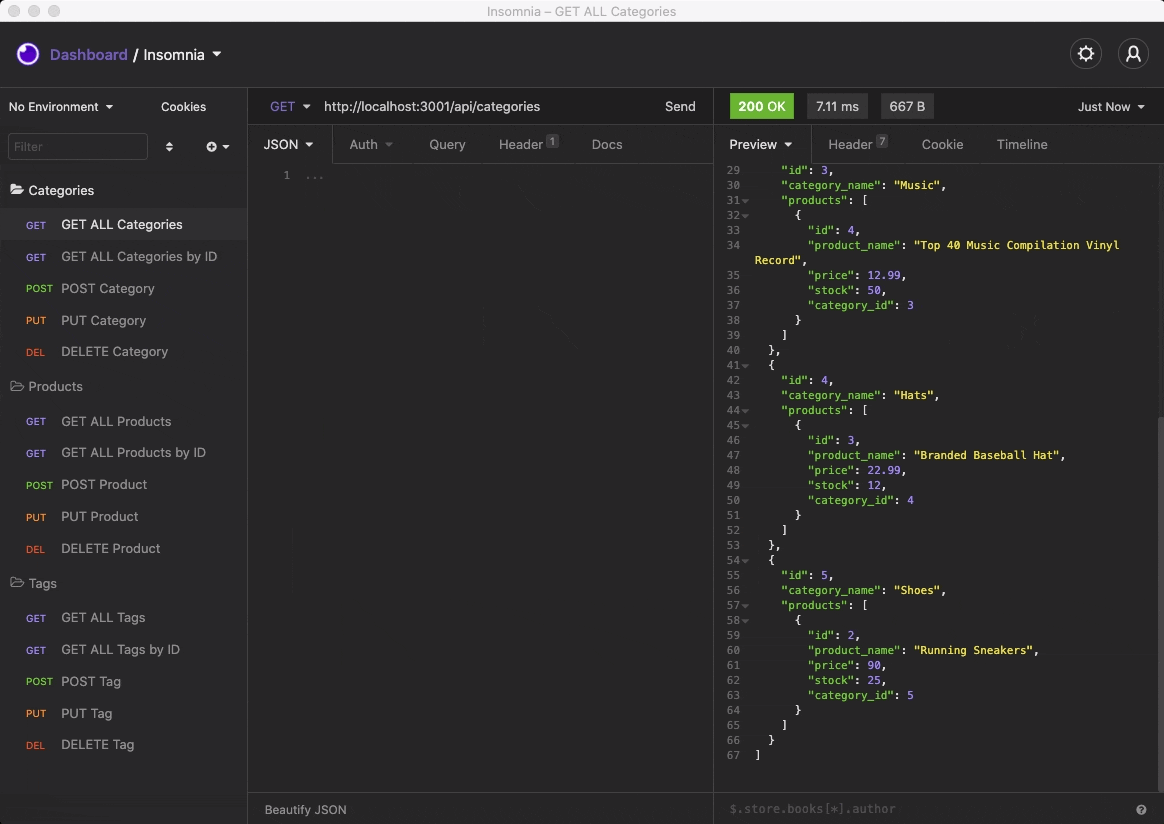 Insomnia – GET ALL Categories
Dashboard / Insomnia
No Environment
Cookies
Filter
Categories
GET GET ALL Categories
GET GET ALL Categories by ID
POST POST Category
PUT PUT Category
DEL DELETE Category
Products
GET GET ALL Products
GET GET ALL Products by ID
POST POST Product
PUT PUT Product
DEL DELETE Product
Tags
GET GET ALL Tags
GET GET ALL Tags by ID
POST POST Tag
PUT PUT Tag
DEL DELETE Tag
GET http://localhost:3001/api/categories Send
JSON Auth Query Header 1 Docs
1 ...
Beautify JSON
200 OK 7.11 ms 667 B Just Now
Preview Header 7 Cookie Timeline
29 "id": 3,
30 "category_name": "Music",
31 "products": [
32 {
33 "id": 4,
34 "product_name": "Top 40 Music Compilation Vinyl
Record",
35 "price": 12.99,
36 "stock": 50,
37 "category_id": 3
38 }
39 ]
40 },
41 {
42 "id": 4,
43 "category_name": "Hats",
44 "products": [
45 {
46 "id": 3,
47 "product_name": "Branded Baseball Hat",
48 "price": 22.99,
49 "stock": 12,
50 "category_id": 4
51 }
52 ]
53 },
54 {
55 "id": 5,
56 "category_name": "Shoes",
57 "products": [
58 {
59 "id": 2,
60 "product_name": "Running Sneakers",
61 "price": 90,
62 "stock": 25,
63 "category_id": 5
64 }
65 ]
66 }
67 ]
$.store.books[*].author